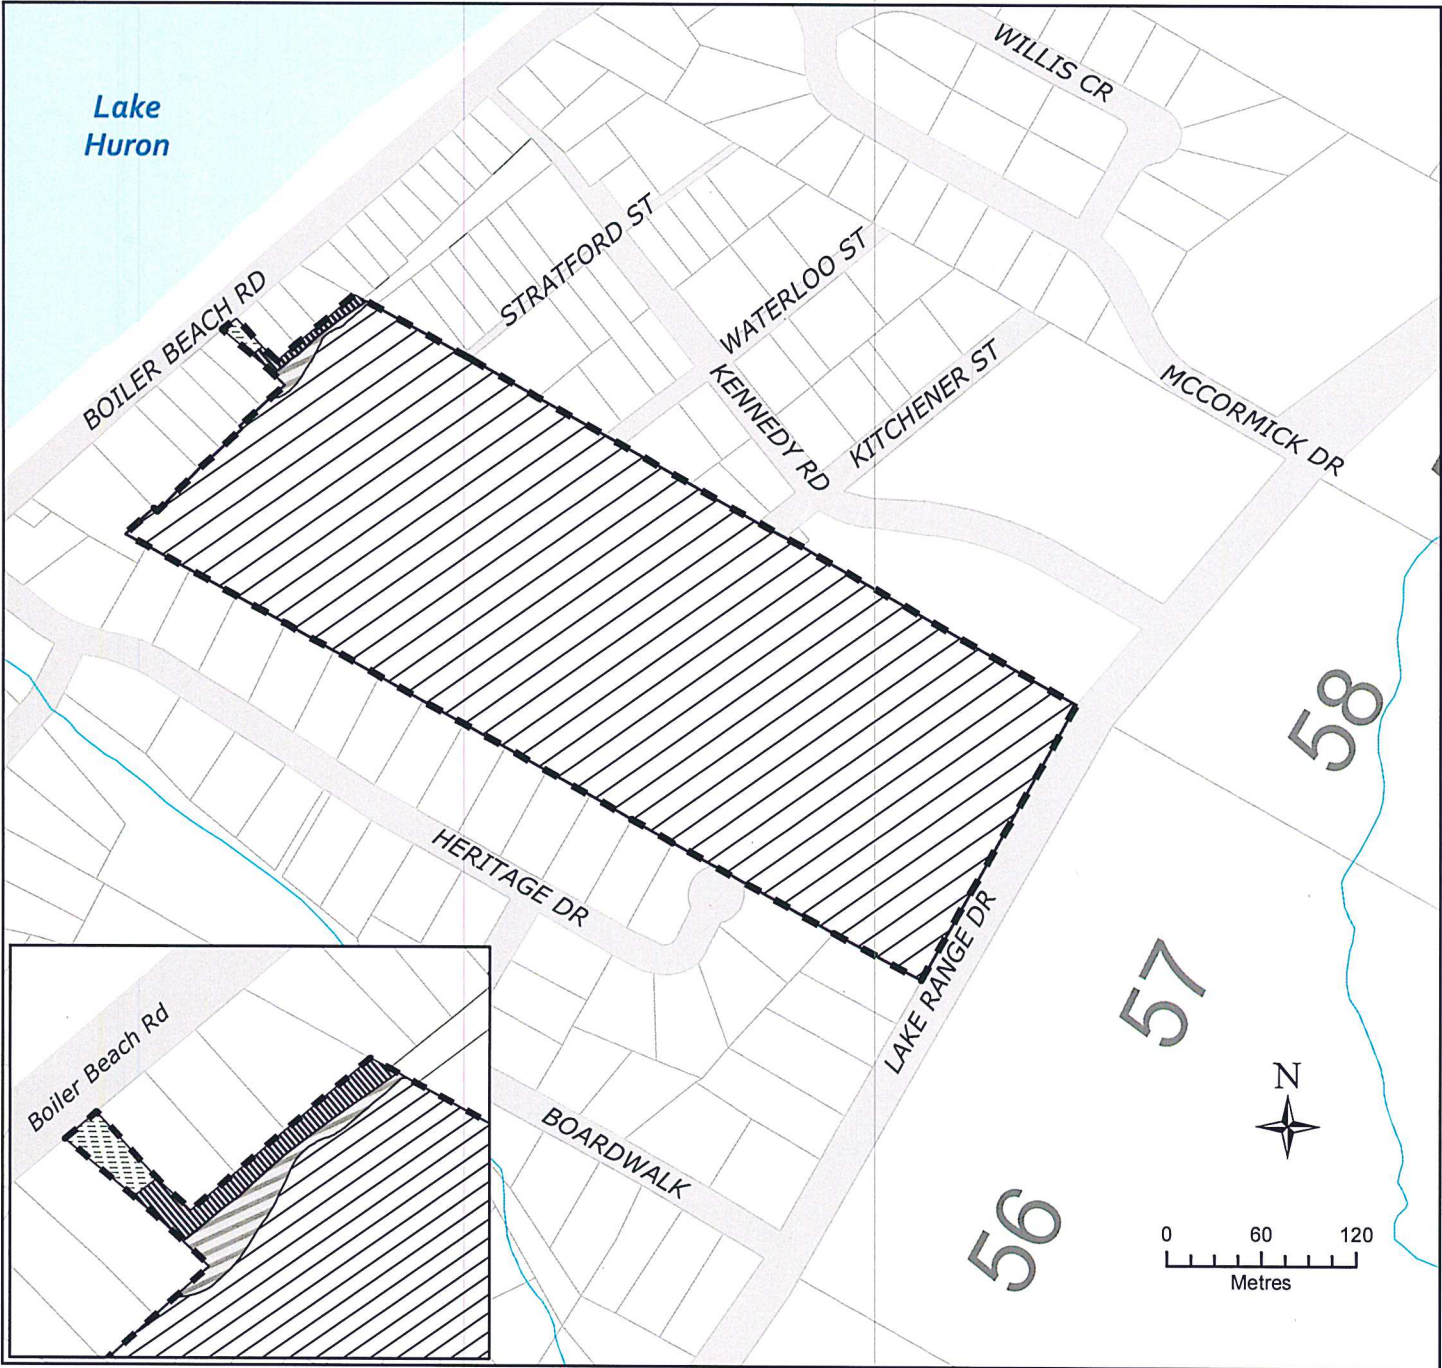 WILLIS CR
Lake
Huron
STRATFORD ST
WATERLOO ST
BOILER BEACH RD
KENNEDY RD
KITCHENER ST
MCCORMICK DR
58
HERITAGE DR
LAKE RANGE DR
57
Boiler Beach Rd
N
BOARDWALK
56
0 60 120
Metres